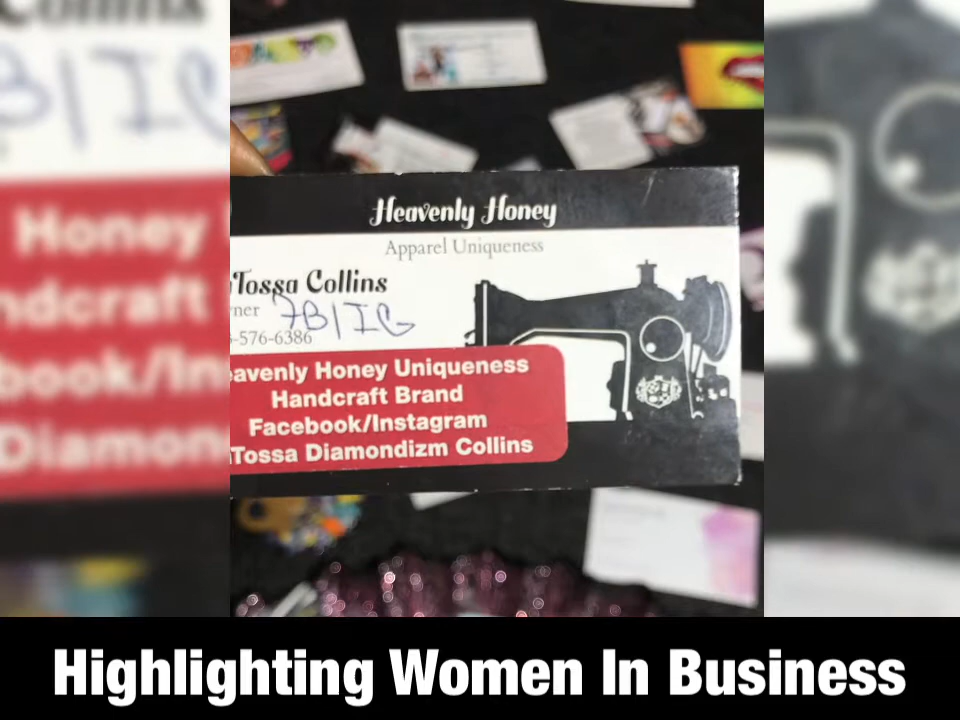 Heavenly Honey
Apparel Uniqueness
Tossa Collins
ner FB/IG
-576-6386
eavenly Honey Uniqueness
Handcraft Brand
Facebook/Instagram
Tossa Diamondizm Collins
Highlighting Women In Business